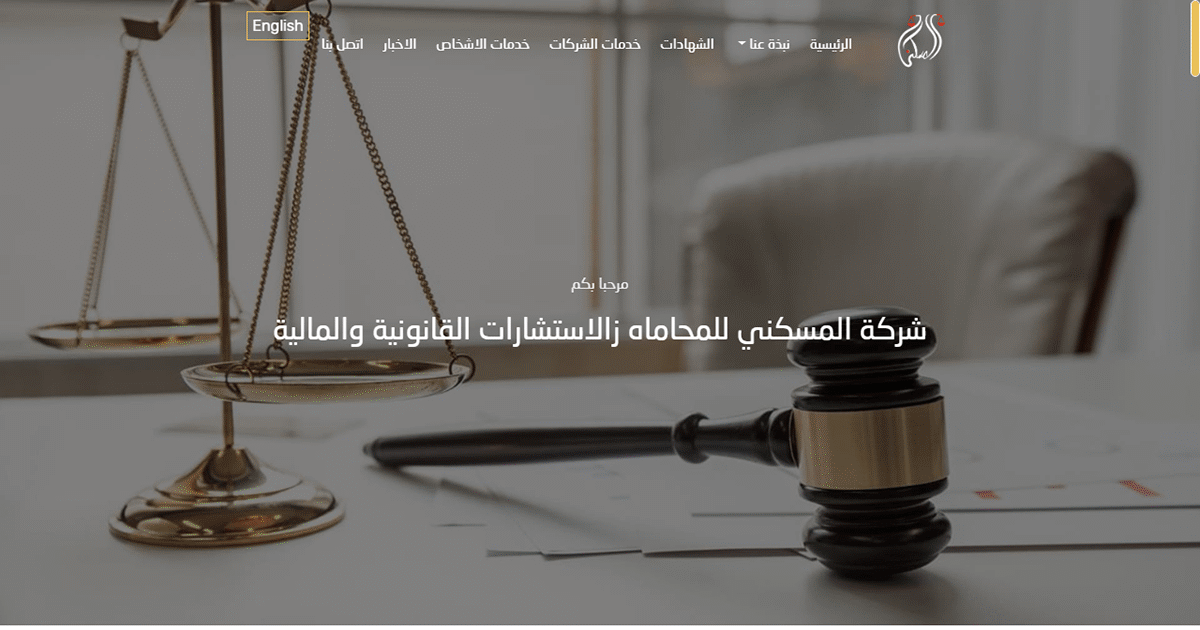 الرئيسية نبذة عنا الشهادات خدمات الشركات خدمات الاشخاص الاخبار اتصل بنا English
مرحبا بكم
شركة المسكني للمحاماه زالاستشارات القانونية والمالية